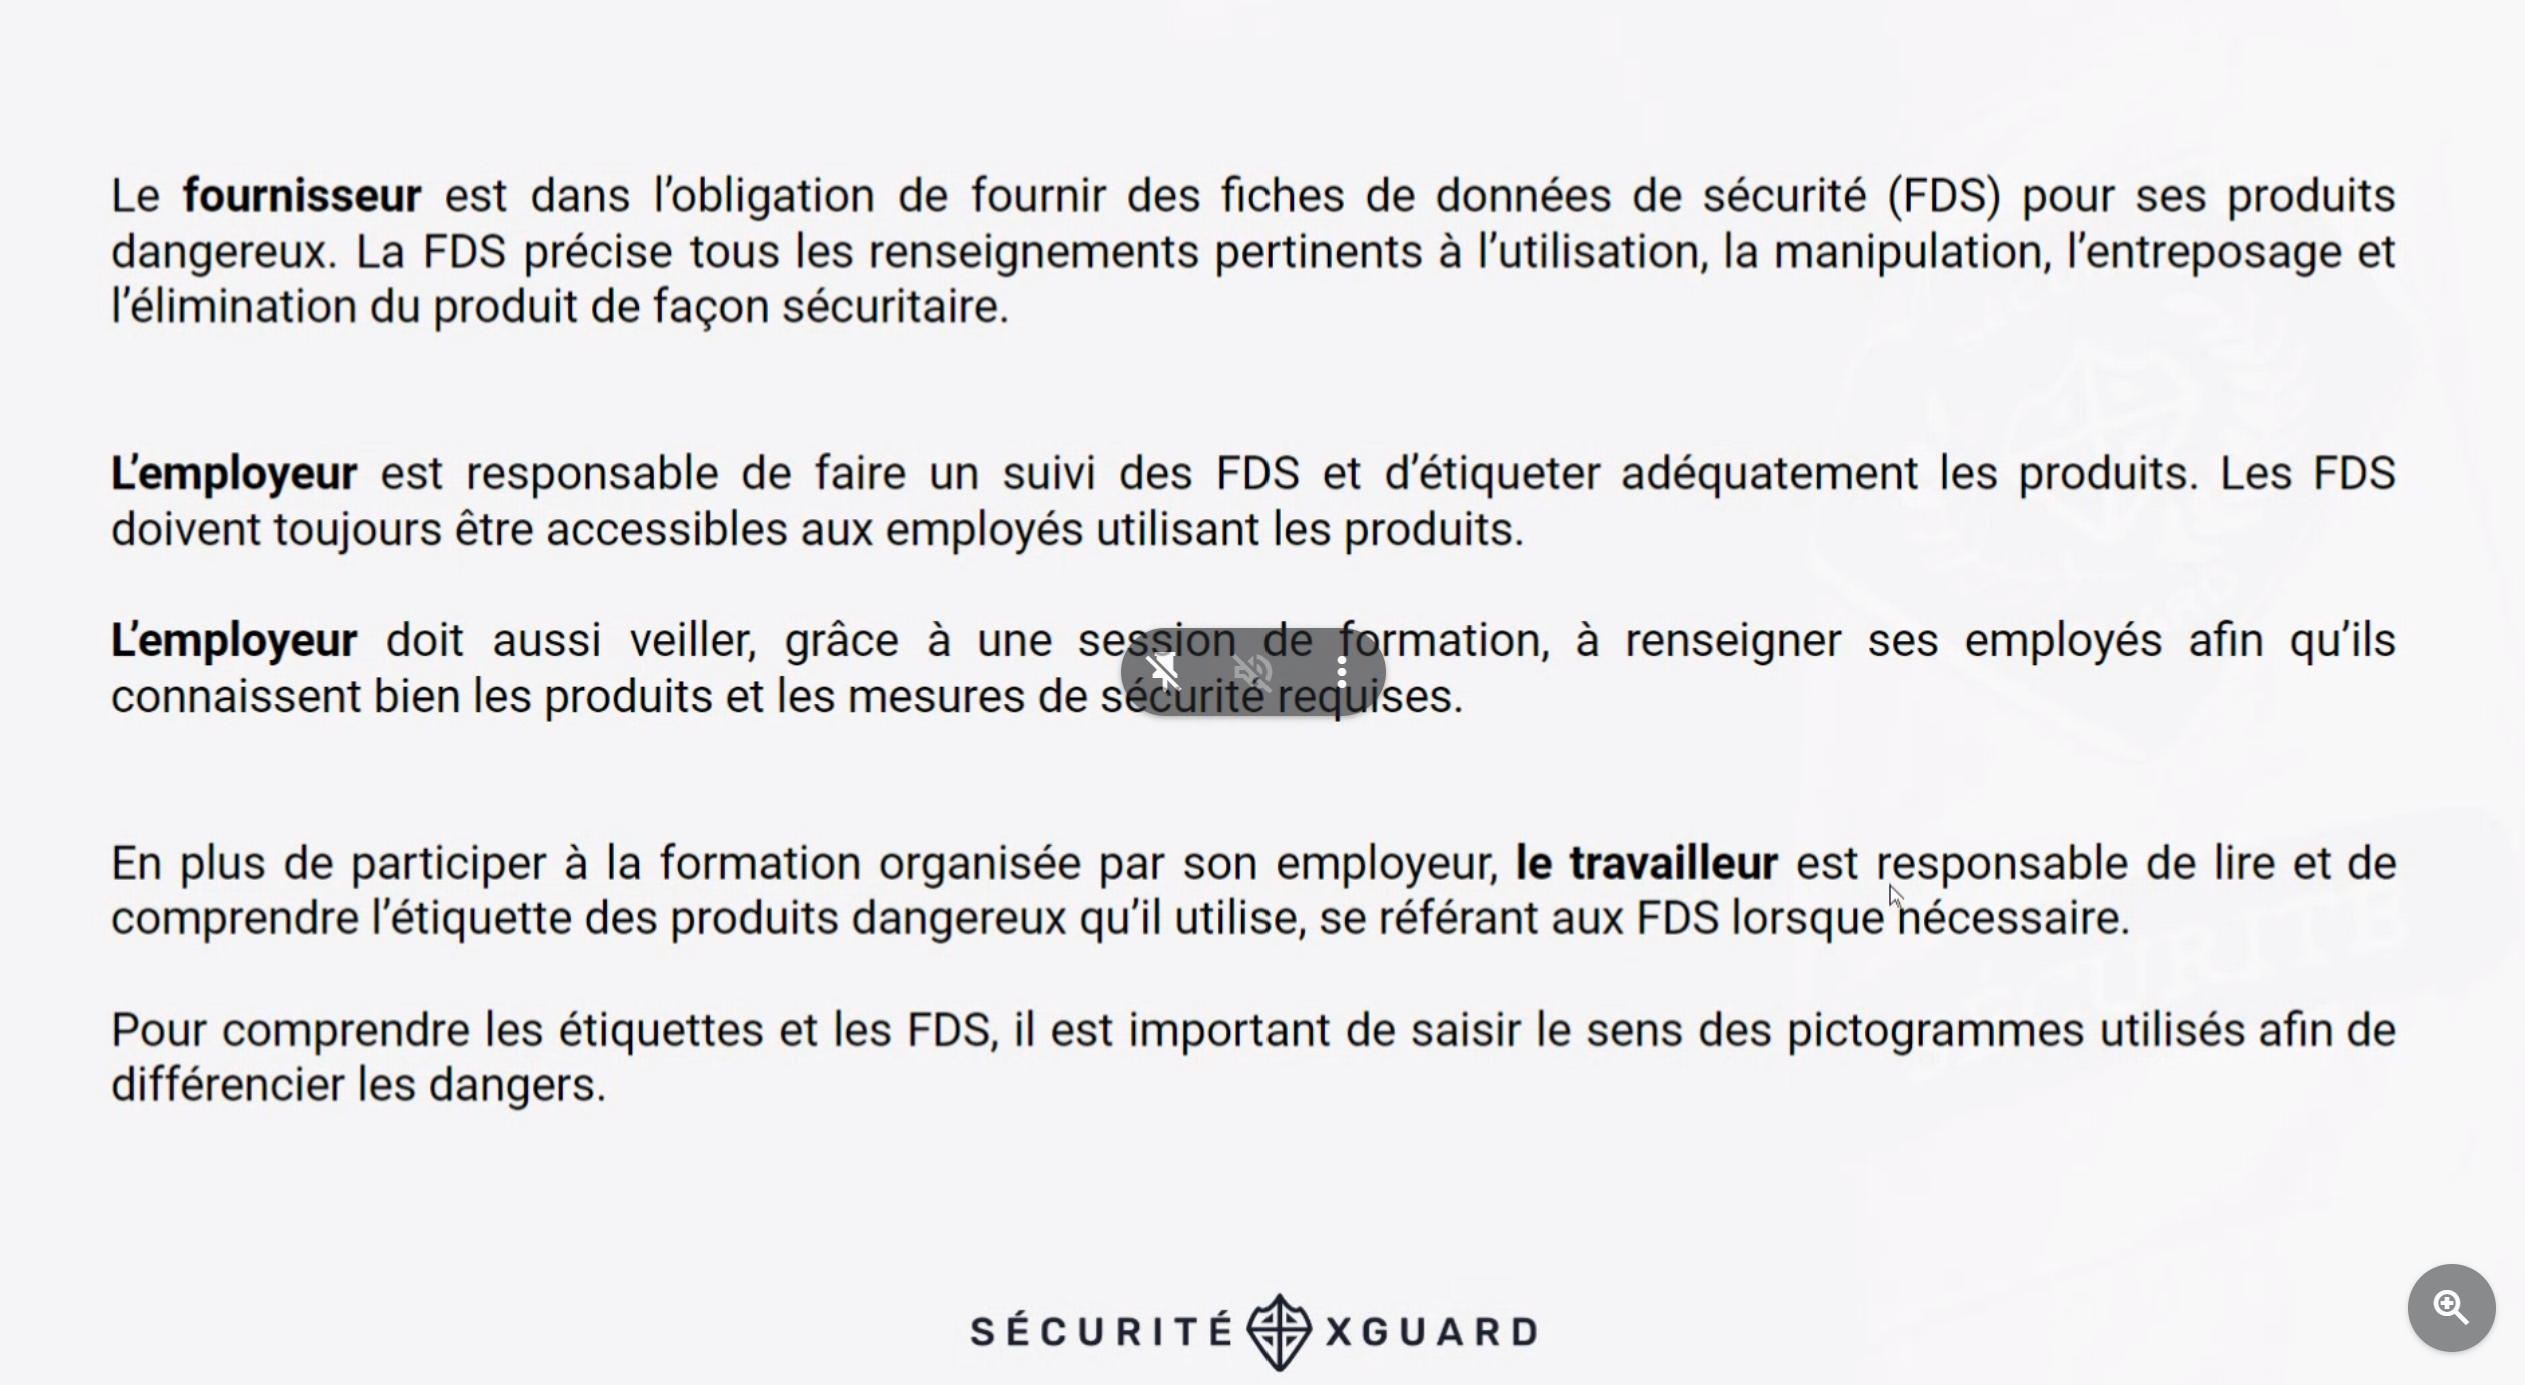 Le fournisseur est dans l’obligation de fournir des fiches de données de sécurité (FDS) pour ses produits
dangereux. La FDS précise tous les renseignements pertinents à l’utilisation, la manipulation, l’entreposage et
l’élimination du produit de façon sécuritaire.
L’employeur est responsable de faire un suivi des FDS et d’étiqueter adéquatement les produits. Les FDS
doivent toujours être accessibles aux employés utilisant les produits.
L’employeur doit aussi veiller, grâce à une session de formation, à renseigner ses employés afin qu’ils
connaissent bien les produits et les mesures de sécurité requises.
En plus de participer à la formation organisée par son employeur, le travailleur est responsable de lire et de
comprendre l’étiquette des produits dangereux qu’il utilise, se référant aux FDS lorsque nécessaire.
Pour comprendre les étiquettes et les FDS, il est important de saisir le sens des pictogrammes utilisés afin de
différencier les dangers.
SÉCURITÉ XGUARD